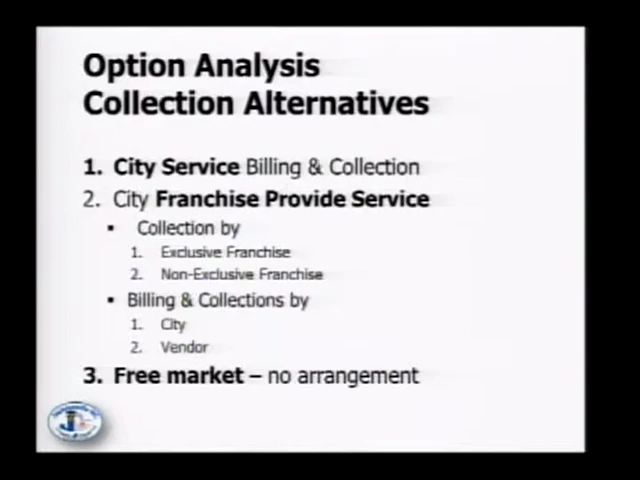 Option Analysis
Collection Alternatives
1. City Service Billing & Collection
2. City Franchise Provide Service
▪ Collection by
1. Exclusive Franchise
2. Non-Exclusive Franchise
▪ Billing & Collections by
1. City
2. Vendor
3. Free market – no arrangement